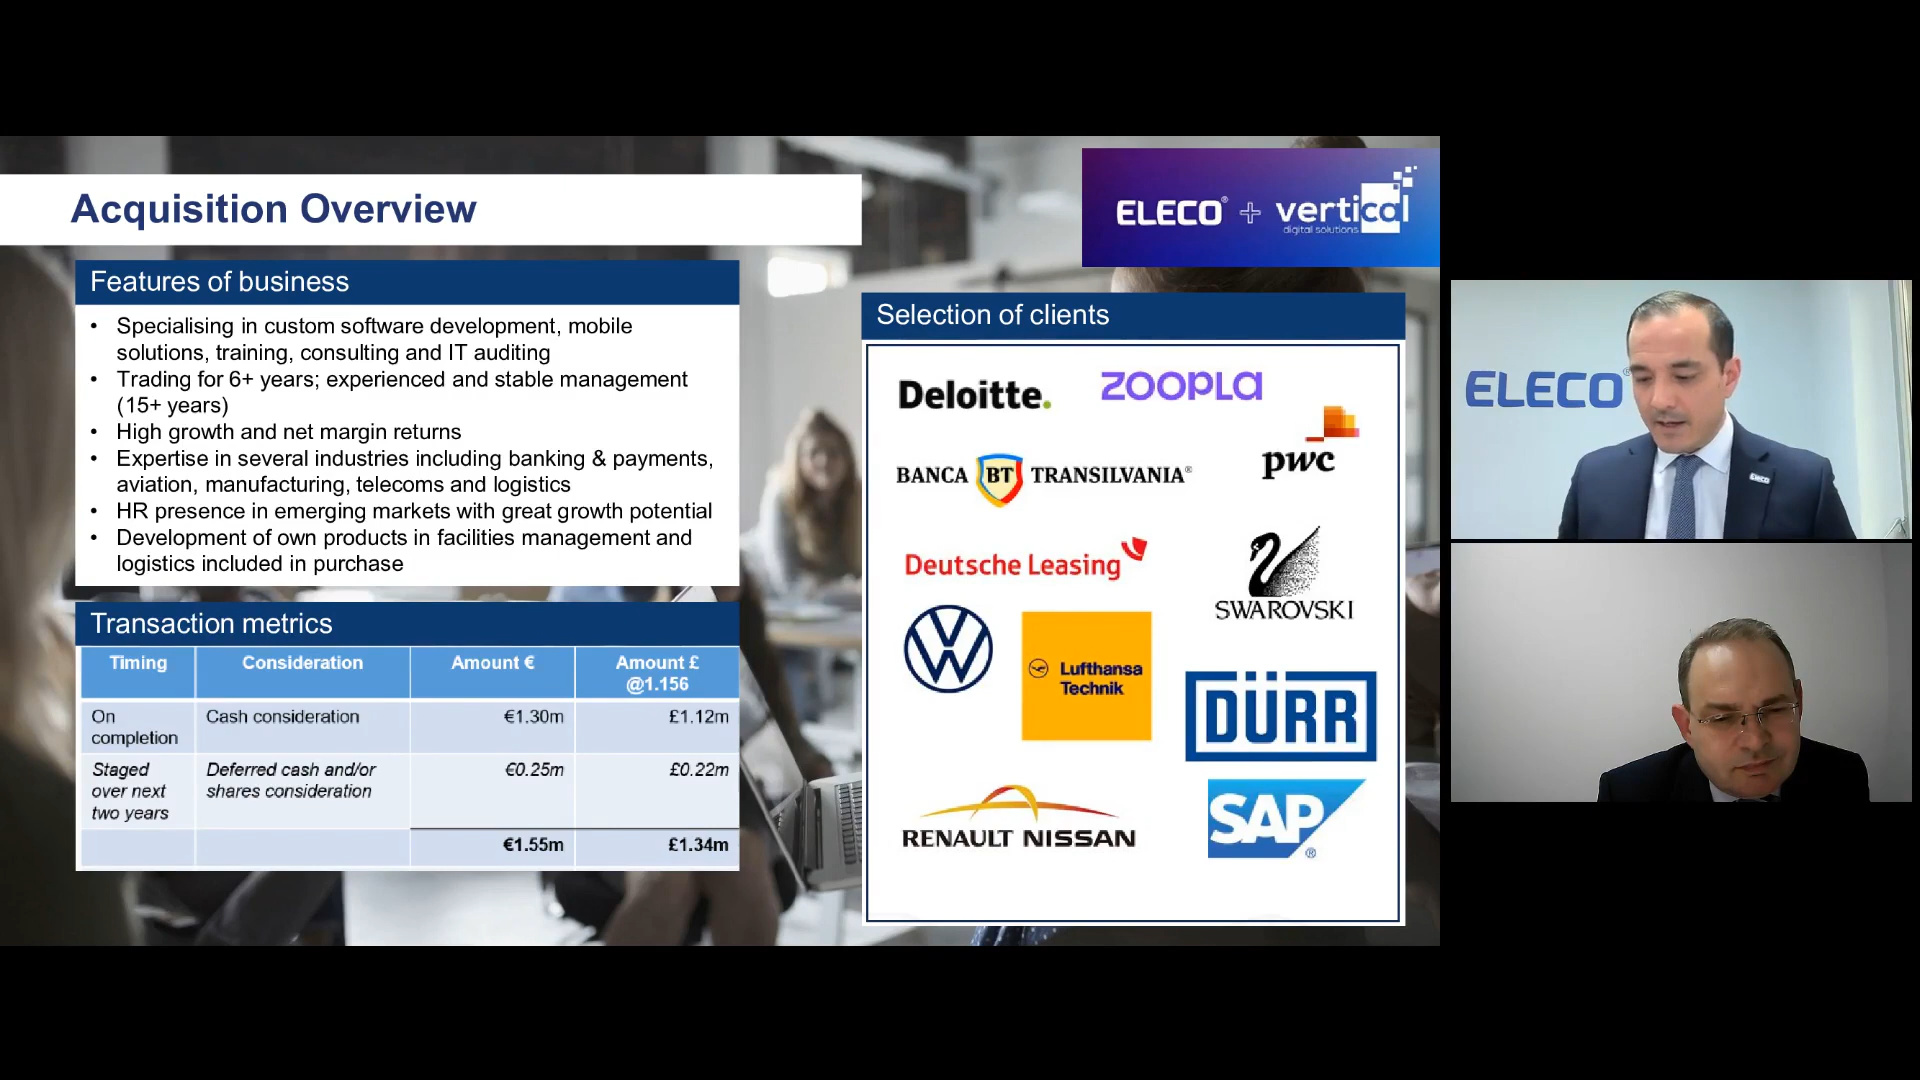 Acquisition Overview
ELECO® + vertical
digital solutions
Features of business
• Specialising in custom software development, mobile
solutions, training, consulting and IT auditing
• Trading for 6+ years; experienced and stable management
(15+ years)
• High growth and net margin returns
• Expertise in several industries including banking & payments,
aviation, manufacturing, telecoms and logistics
• HR presence in emerging markets with great growth potential
• Development of own products in facilities management and
logistics included in purchase
Transaction metrics
Timing Consideration Amount € Amount £
@1.156
On Cash consideration €1.30m £1.12m
completion
Staged Deferred cash and/or €0.25m £0.22m
over next shares consideration
two years
€1.55m £1.34m
Selection of clients
Deloitte.
ZOOPLA
pwc
BANCA BT TRANSILVANIA®
Deutsche Leasing
SWAROVSKI
VW
Lufthansa
Technik
DÜRR
RENAULT NISSAN
SAP®
ELECO®
ELECO